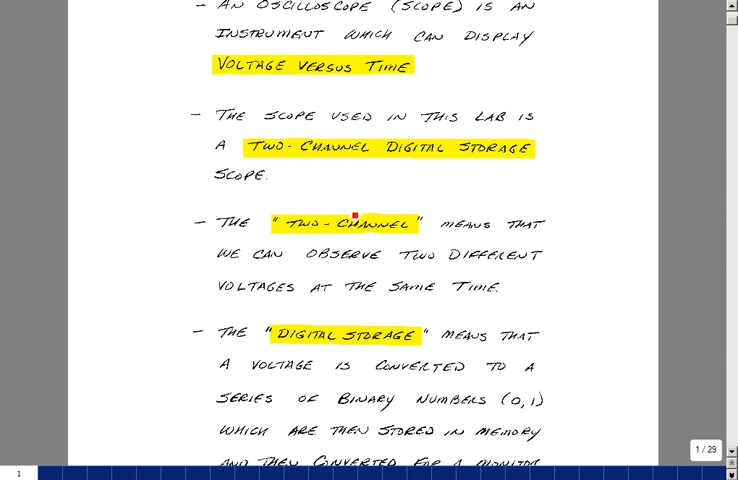 - AN OSCILLOSCOPE (SCOPE) IS AN
INSTRUMENT WHICH CAN DISPLAY
VOLTAGE VERSUS TIME
- THE SCOPE USED IN THIS LAB IS
A TWO-CHANNEL DIGITAL STORAGE
SCOPE.
- THE "TWO-CHANNEL" MEANS THAT
WE CAN OBSERVE TWO DIFFERENT
VOLTAGES AT THE SAME TIME.
- THE "DIGITAL STORAGE" MEANS THAT
A VOLTAGE IS CONVERTED TO A
SERIES OF BINARY NUMBERS (0,1)
WHICH ARE THEN STORED IN MEMORY
AND THEN CONVERTED FOR A MONITOR
1 / 29
1